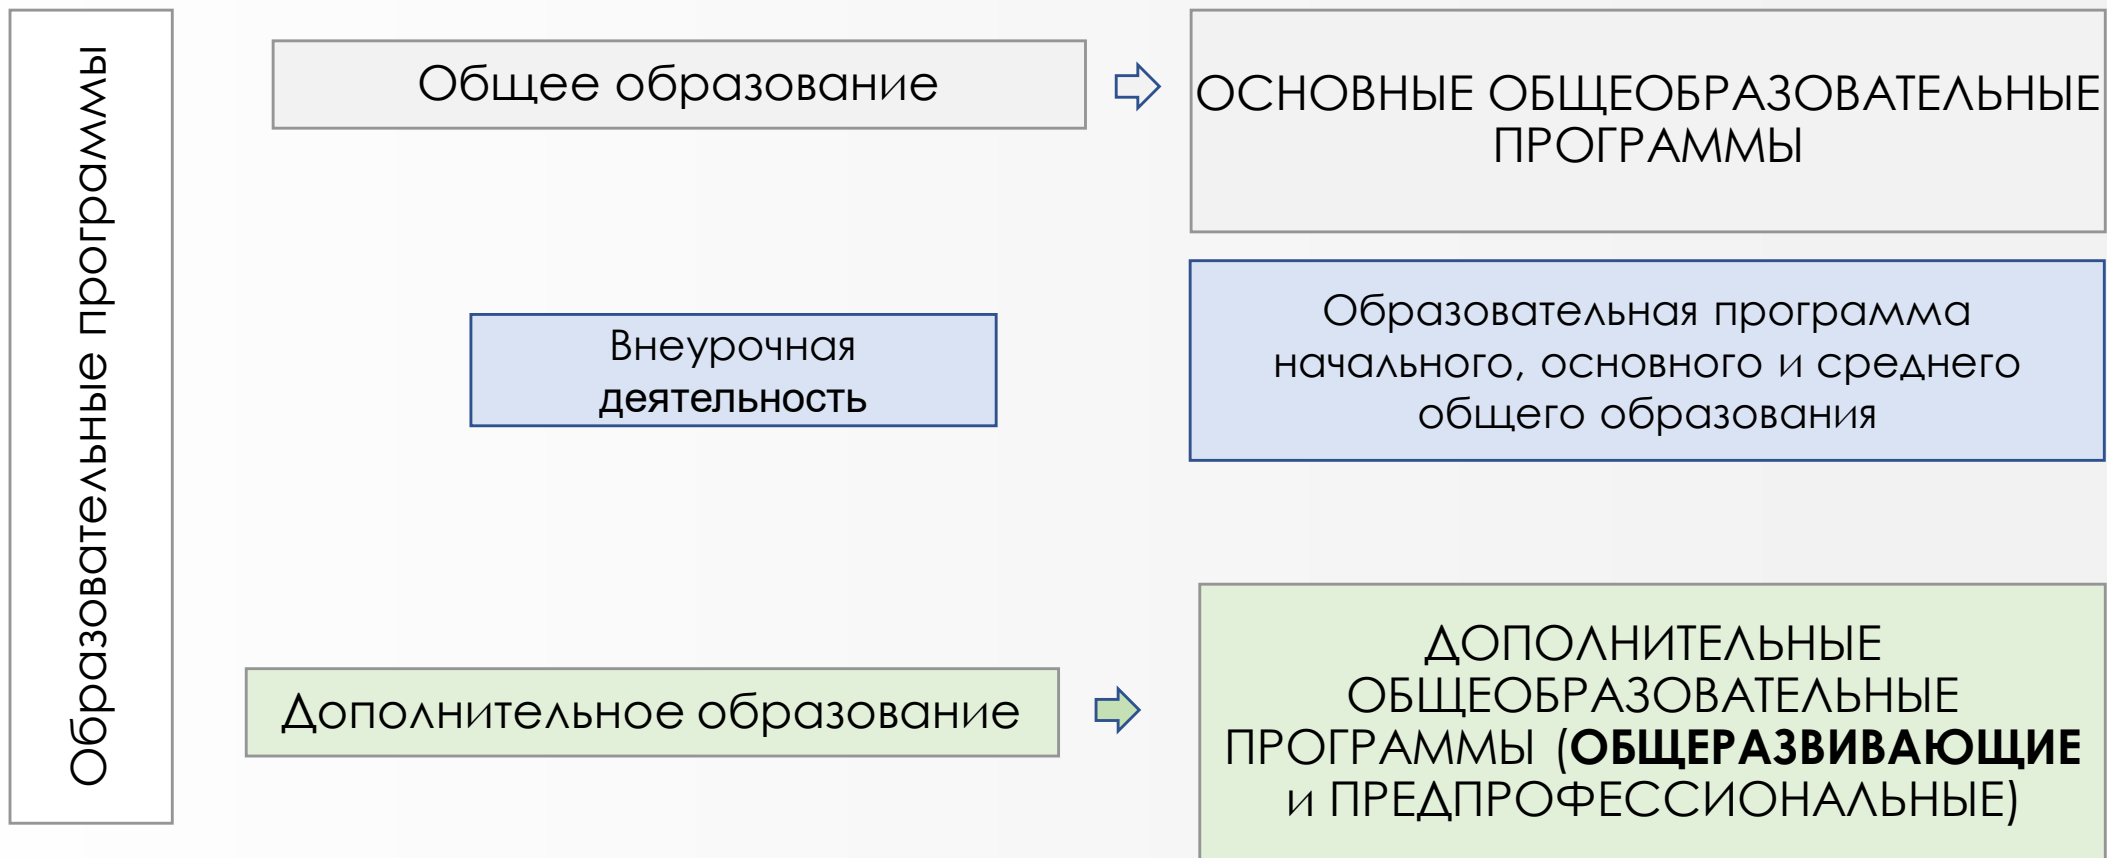 Образовательные программы
Общее образование
ОСНОВНЫЕ ОБЩЕОБРАЗОВАТЕЛЬНЫЕ
ПРОГРАММЫ
Внеурочная
деятельность
Образовательная программа
начального, основного и среднего
общего образования
Дополнительное образование
ДОПОЛНИТЕЛЬНЫЕ
ОБЩЕОБРАЗОВАТЕЛЬНЫЕ
ПРОГРАММЫ (ОБЩЕРАЗВИВАЮЩИЕ
и ПРЕДПРОФЕССИОНАЛЬНЫЕ)